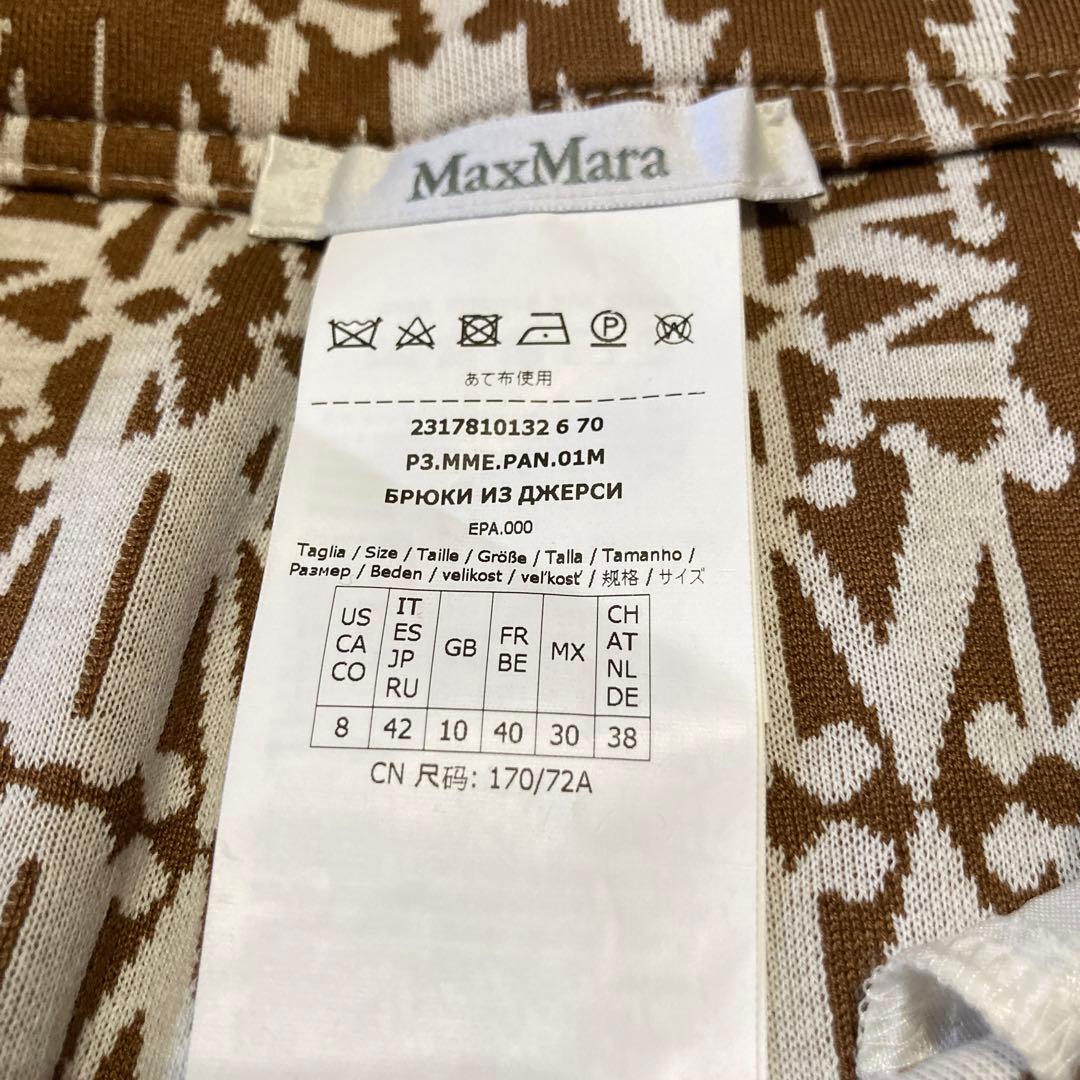 MaxMara
あて布使用
2317810132 6 70
P3.MME.PAN.01M
БРЮКИ ИЗ ДЖЕРСИ
EPA.000
Taglia / Size / Taille / Größe / Talla / Tamanho /
Размер / Beden / velikost / veľkosť / 规格 / サイズ
US CA CO
IT ES JP RU
GB
FR BE
MX
CH AT NL DE
8 42 10 40 30 38
CN 尺码: 170/72A